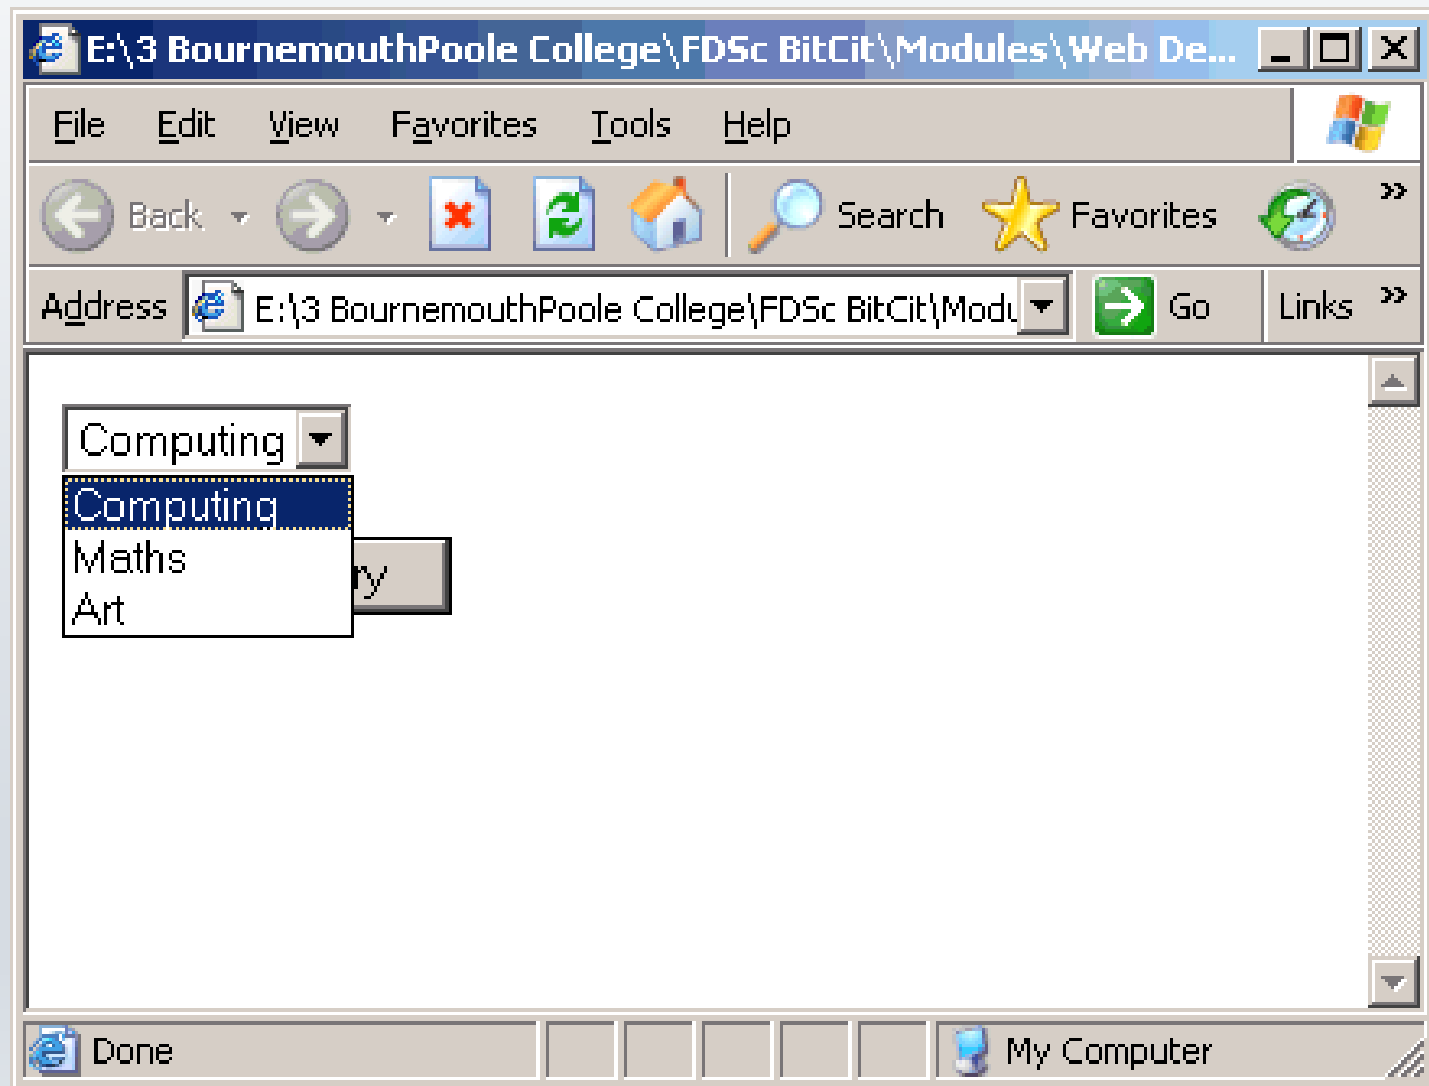 E:\3 BournemouthPoole College\FDSc BitCit\Modules\Web De...
File Edit View Favorites Tools Help
Back Search Favorites »
Address E:\3 BournemouthPoole College\FDSc BitCit\Modu Go Links »
Computing
Computing
Maths
ry
Art
Done My Computer